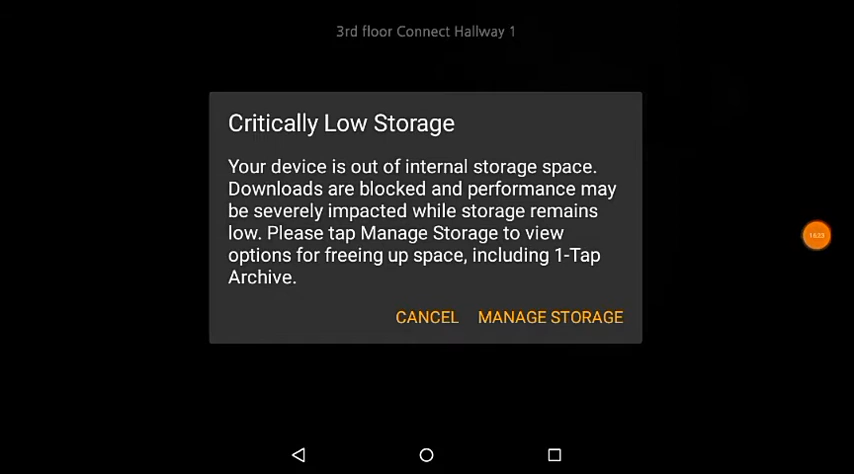 3rd floor Connect Hallway 1
Critically Low Storage
Your device is out of internal storage space.
Downloads are blocked and performance may
be severely impacted while storage remains
low. Please tap Manage Storage to view
options for freeing up space, including 1-Tap
Archive.
CANCEL MANAGE STORAGE